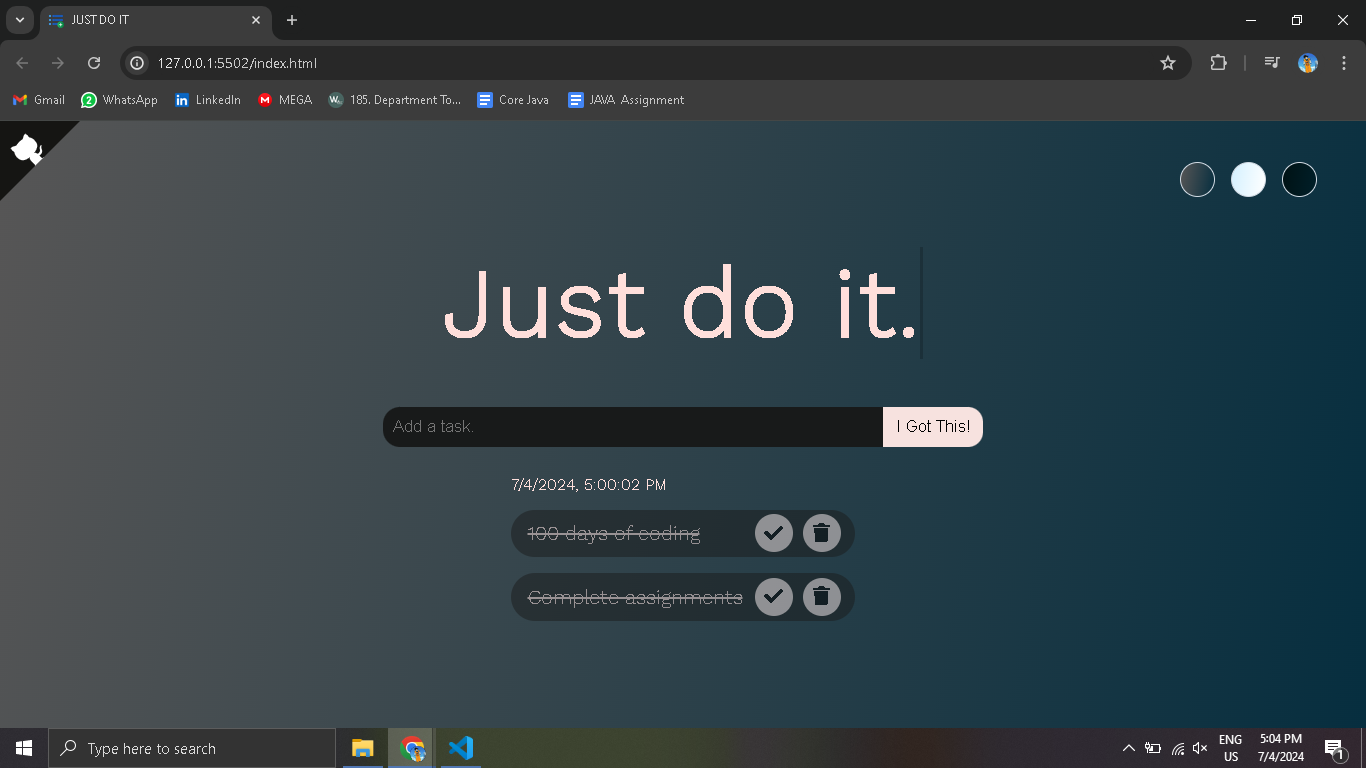 JUST DO IT
127.0.0.1:5502/index.html
Gmail WhatsApp LinkedIn MEGA 185. Department To... Core Java JAVA Assignment
Just do it.
Add a task. I Got This!
7/4/2024, 5:00:02 PM
100 days of coding
Complete assignments
Type here to search
ENG
US
5:04 PM
7/4/2024
1